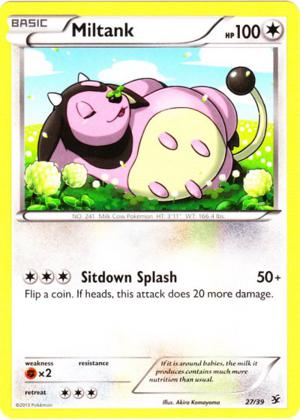 BASIC
Miltank HP 100
NO. 241 Milk Cow Pokémon HT: 3'11" WT: 166.4 lbs.
Sitdown Splash 50+
Flip a coin. If heads, this attack does 20 more damage.
weakness resistance
×2
retreat
If it is around babies, the milk it
produces contains much more
nutrition than usual.
Illus. Akira Komayama 27/39
©2013 Pokémon